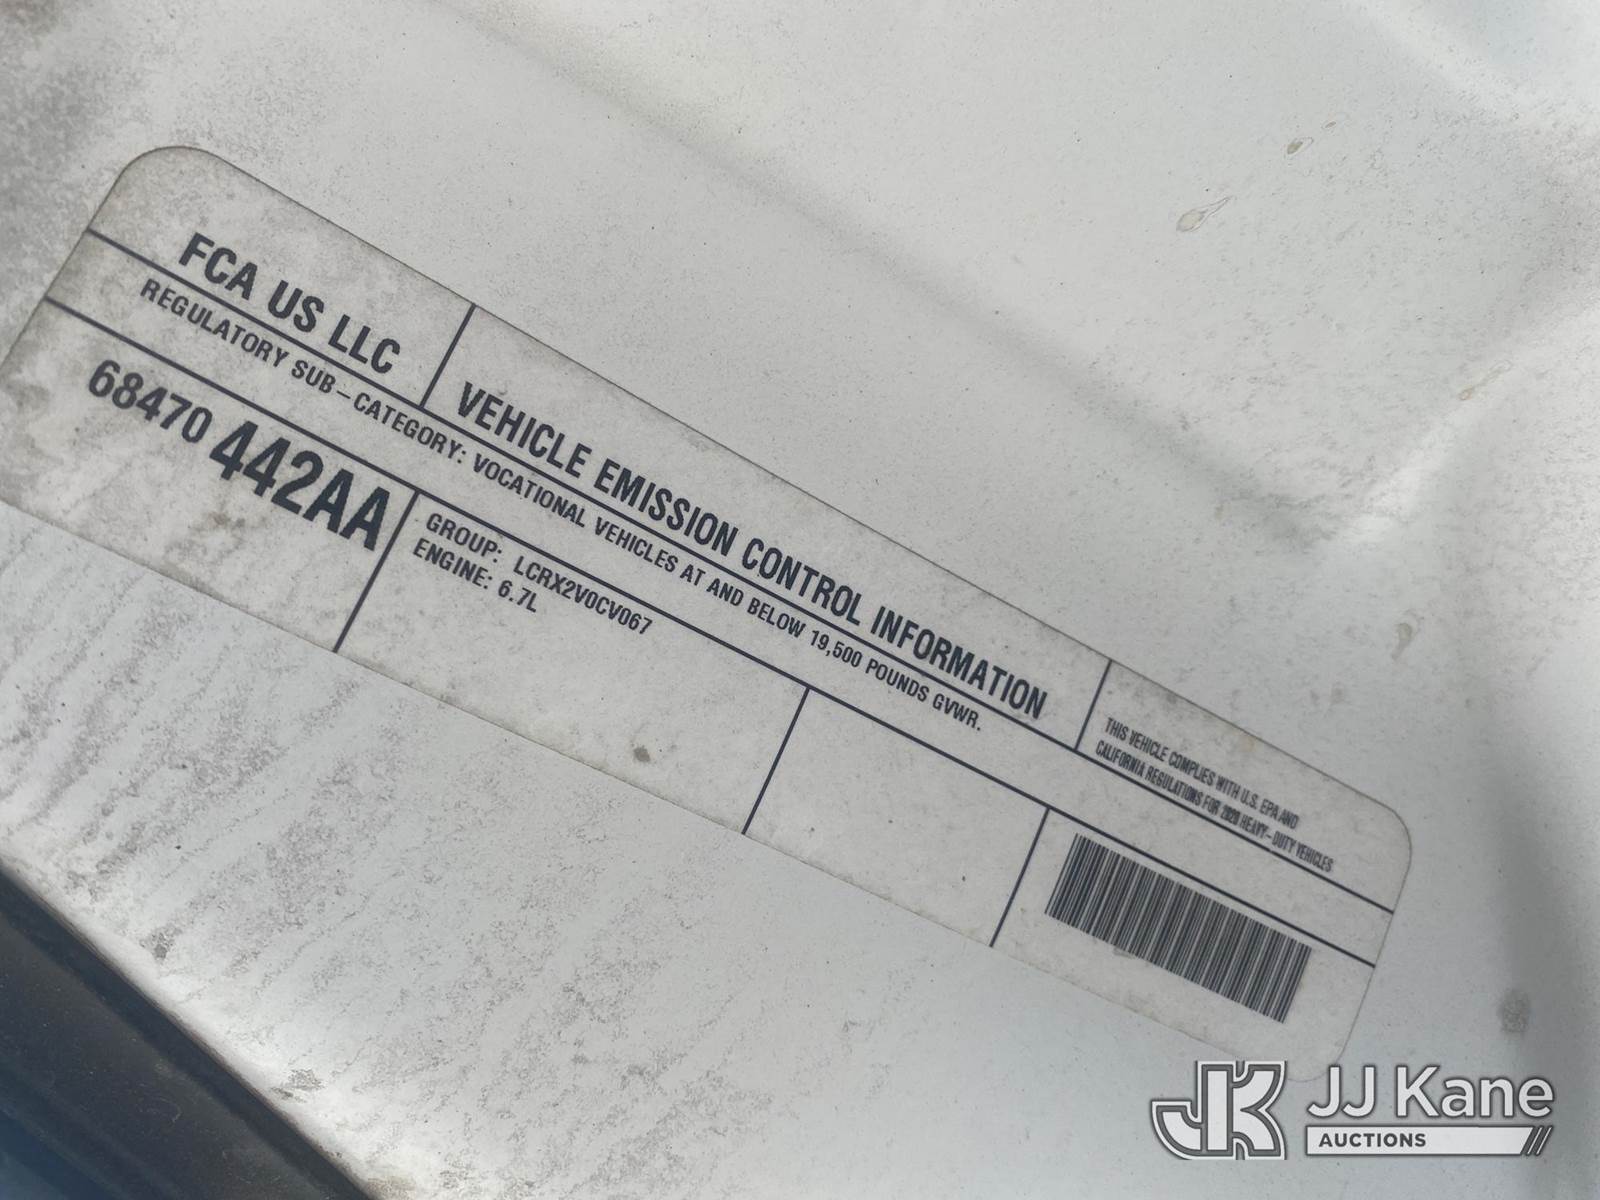 FCA US LLC
VEHICLE EMISSION CONTROL INFORMATION
THIS VEHICLE COMPLIES WITH U.S. EPA AND
CALIFORNIA REGULATIONS FOR 2020 HEAVY-DUTY VEHICLES
REGULATORY SUB-CATEGORY: VOCATIONAL VEHICLES AT AND BELOW 19,500 POUNDS GVWR.
68470 442AA
GROUP: LCRX2V0CV067
ENGINE: 6.7L
JK JJ Kane
AUCTIONS